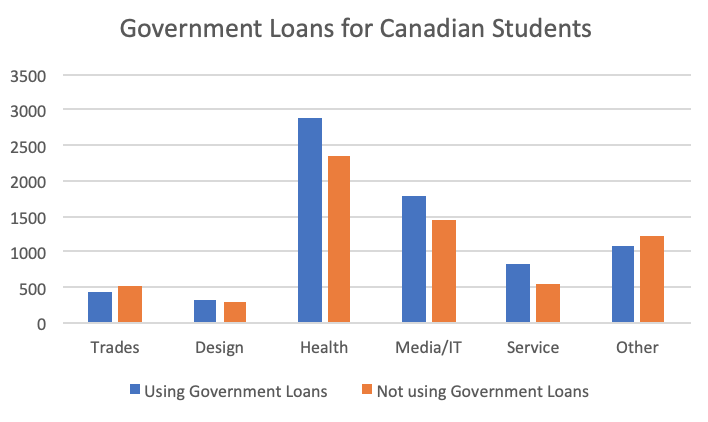 Government Loans for Canadian Students
3500
3000
2500
2000
1500
1000
500
0
Trades Design Health Media/IT Service Other
Using Government Loans Not using Government Loans